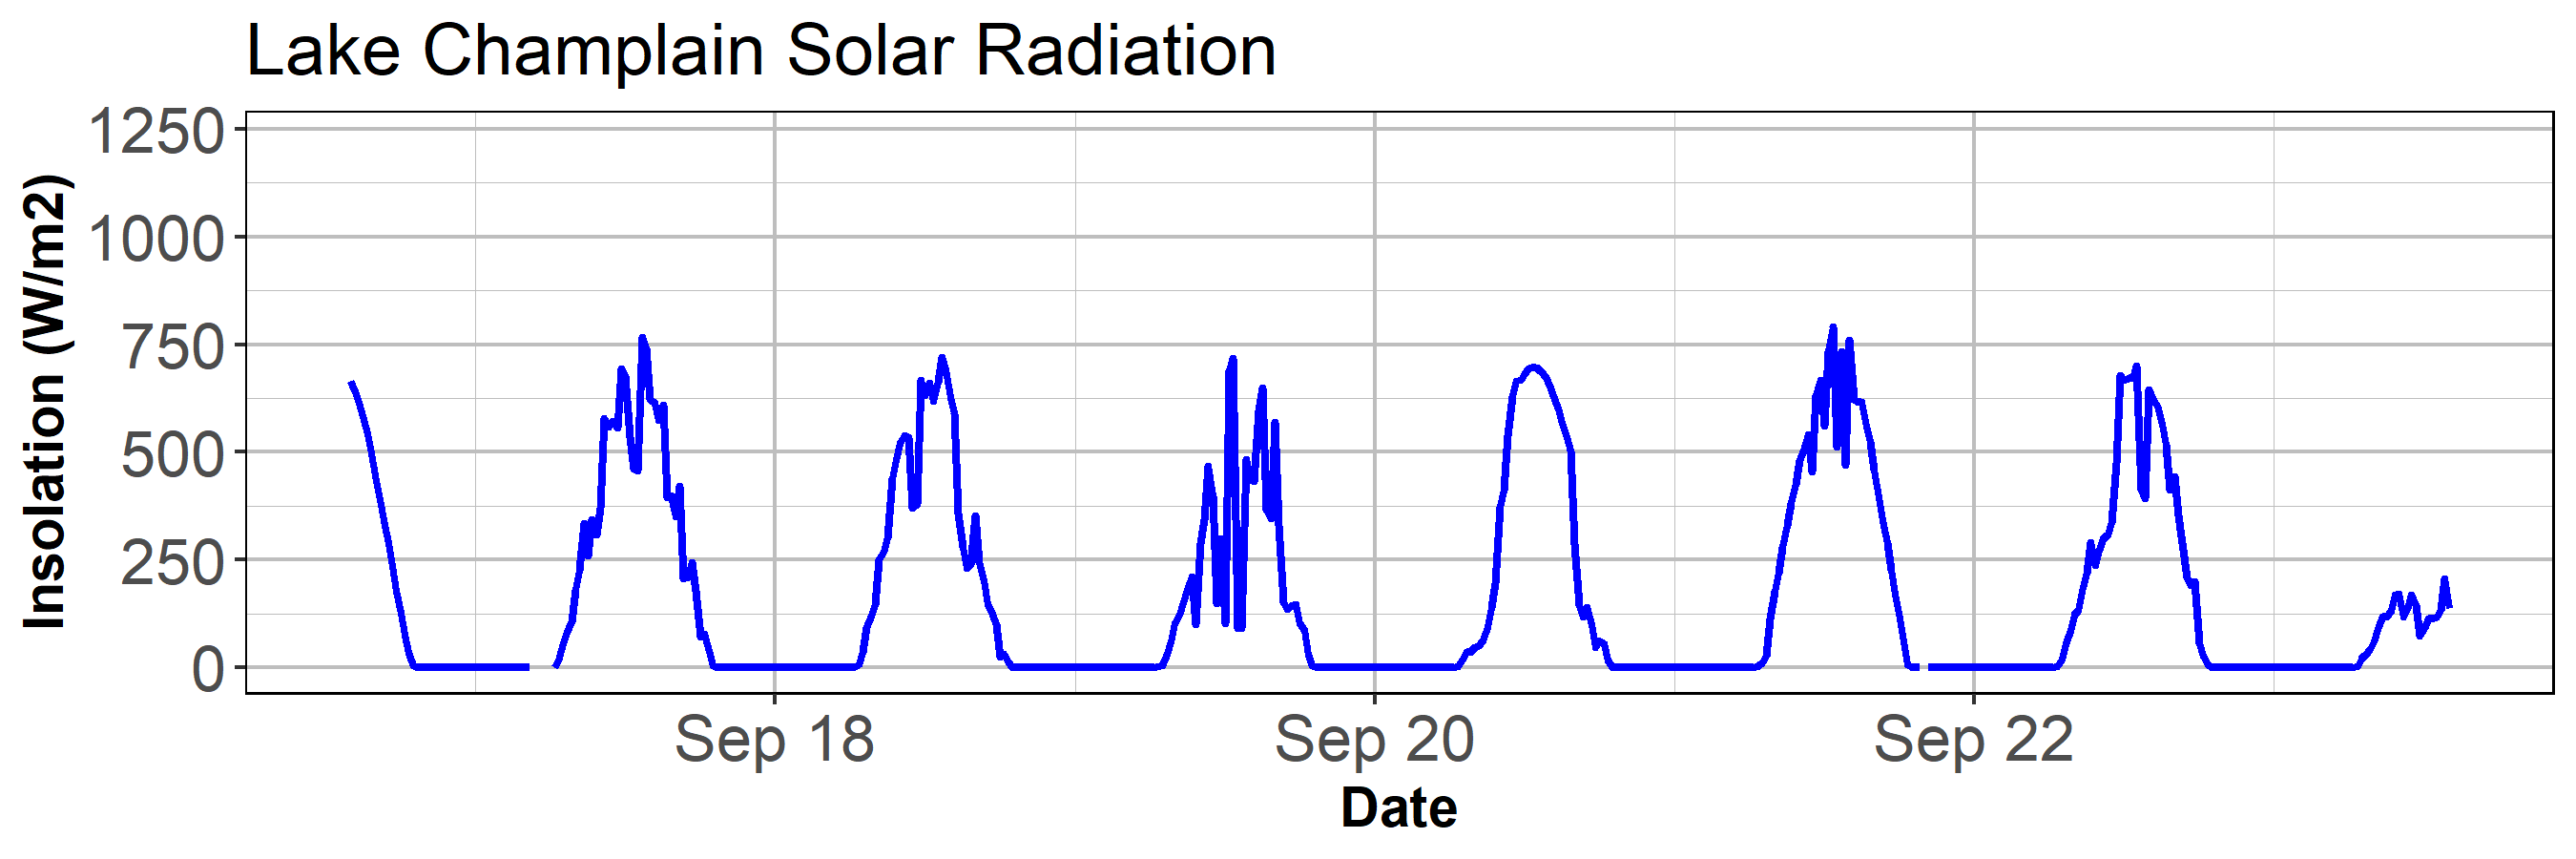 Lake Champlain Solar Radiation
1250
1000
750
500
250
0
Insolation (W/m2)
Sep 18
Sep 20
Sep 22
Date